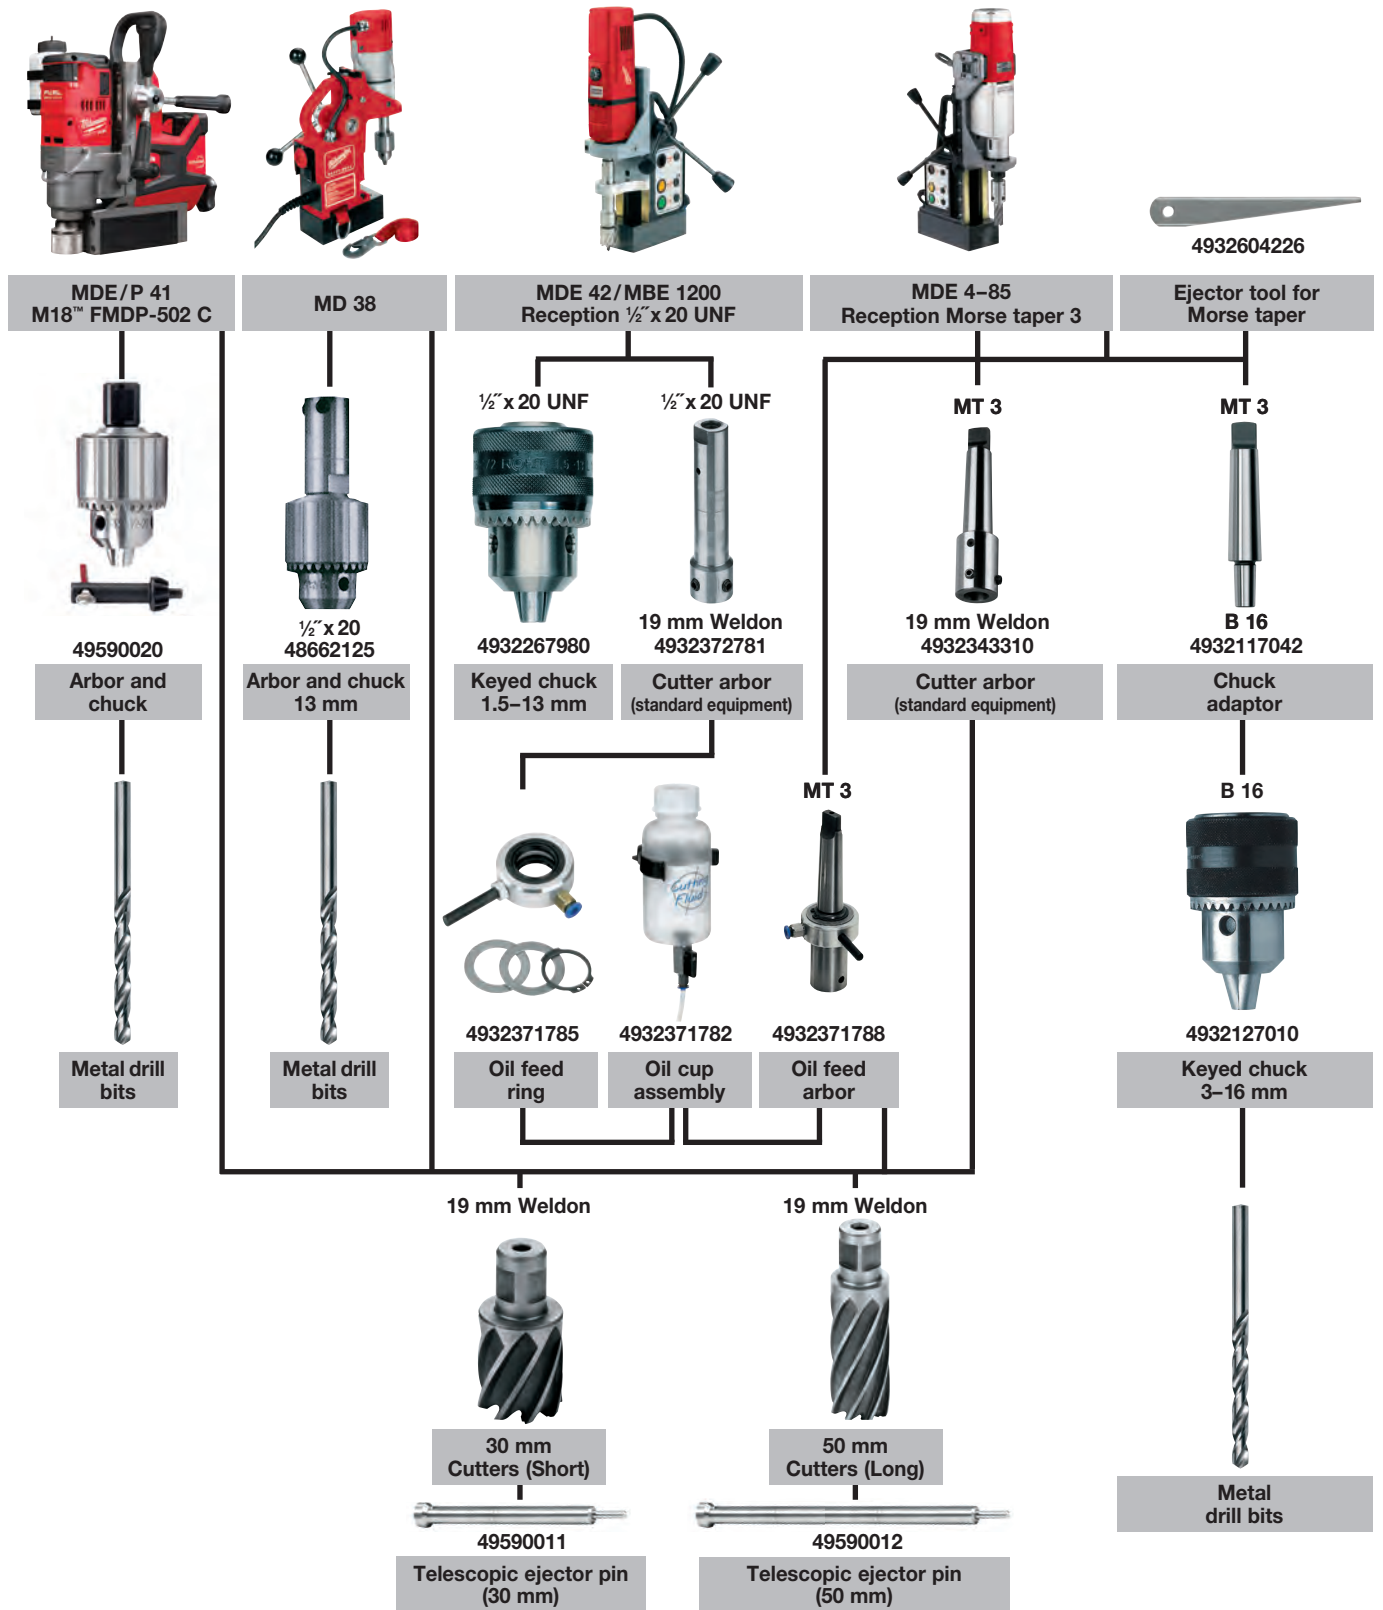 4932604226
MDE/P 41
M18™ FMDP-502 C
MD 38
MDE 42/MBE 1200
Reception ½˝x 20 UNF
MDE 4–85
Reception Morse taper 3
Ejector tool for
Morse taper
½˝x 20 UNF
½˝x 20 UNF
MT 3
MT 3
49590020
Arbor and
chuck
½˝x 20
48662125
Arbor and chuck
13 mm
4932267980
Keyed chuck
1.5–13 mm
19 mm Weldon
4932372781
Cutter arbor
(standard equipment)
19 mm Weldon
4932343310
Cutter arbor
(standard equipment)
B 16
4932117042
Chuck
adaptor
MT 3
B 16
Cutting
Fluid
4932371785
Oil feed
ring
4932371782
Oil cup
assembly
4932371788
Oil feed
arbor
4932127010
Keyed chuck
3–16 mm
Metal drill
bits
Metal drill
bits
19 mm Weldon
19 mm Weldon
30 mm
Cutters (Short)
50 mm
Cutters (Long)
49590011
Telescopic ejector pin
(30 mm)
49590012
Telescopic ejector pin
(50 mm)
Metal
drill bits